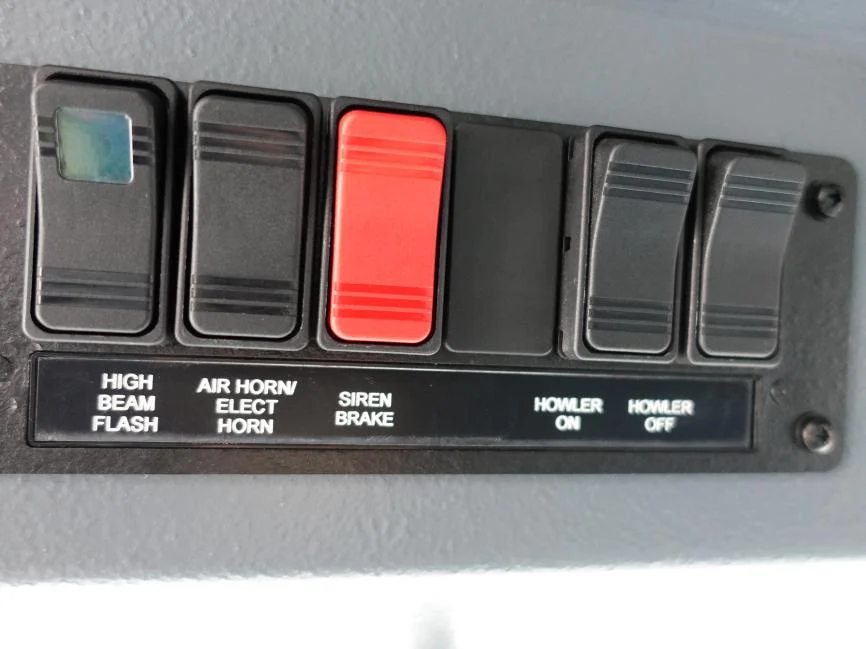 HIGH
BEAM
FLASH
AIR HORN/
ELECT
HORN
SIREN
BRAKE
HOWLER
ON
HOWLER
OFF